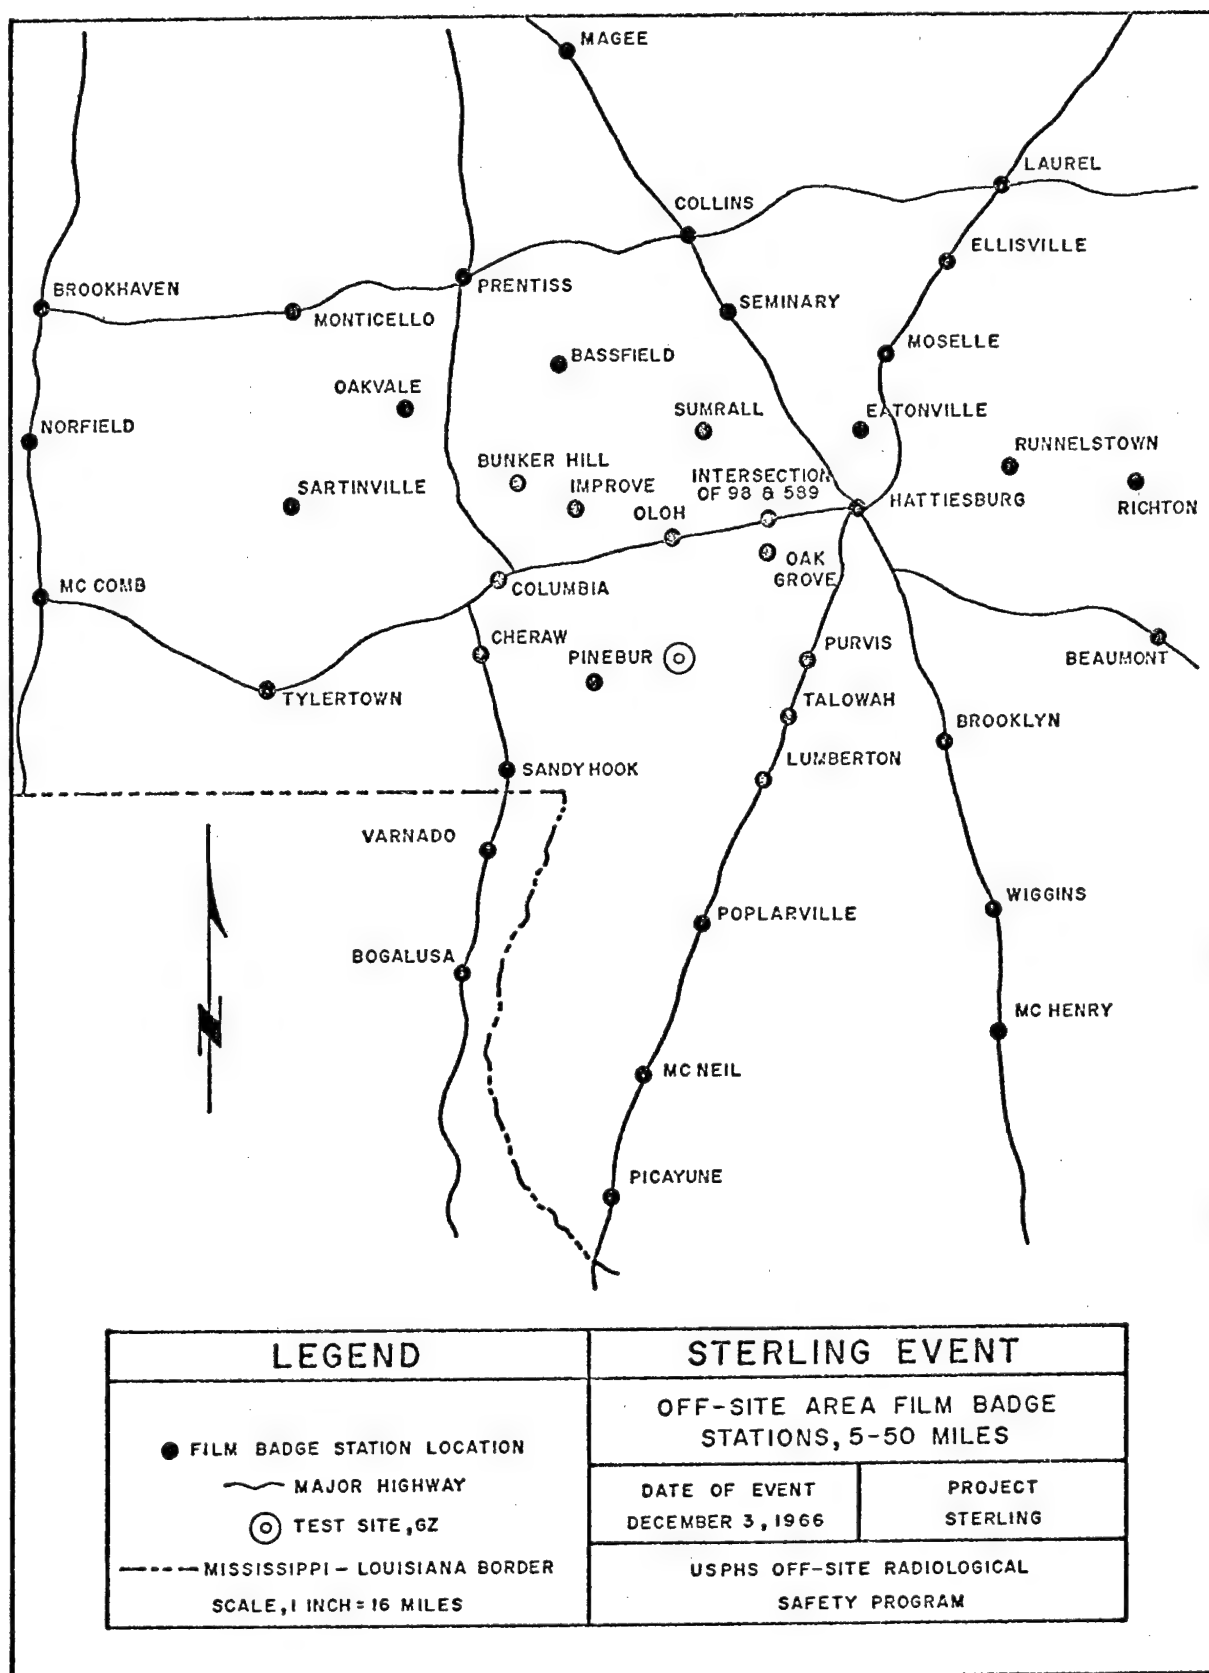 MAGEE
LAUREL
COLLINS
ELLISVILLE
BROOKHAVEN
PRENTISS
SEMINARY
MONTICELLO
MOSELLE
BASSFIELD
OAKVALE
SUMRALL
EATONVILLE
NORFIELD
RUNNELSTOWN
BUNKER HILL
INTERSECTION
OF 98 & 589
SARTINVILLE
IMPROVE
HATTIESBURG
RICHTON
OLOH
OAK
GROVE
MC COMB
COLUMBIA
CHERAW
PINEBUR
PURVIS
BEAUMONT
TYLERTOWN
TALOWAH
BROOKLYN
SANDY HOOK
LUMBERTON
VARNADO
WIGGINS
POPLARVILLE
BOGALUSA
MC HENRY
N
MC NEIL
PICAYUNE
LEGEND
FILM BADGE STATION LOCATION
MAJOR HIGHWAY
TEST SITE, GZ
MISSISSIPPI - LOUISIANA BORDER
SCALE, 1 INCH = 16 MILES
STERLING EVENT
OFF-SITE AREA FILM BADGE
STATIONS, 5-50 MILES
DATE OF EVENT
DECEMBER 3, 1966
PROJECT
STERLING
USPHS OFF-SITE RADIOLOGICAL
SAFETY PROGRAM